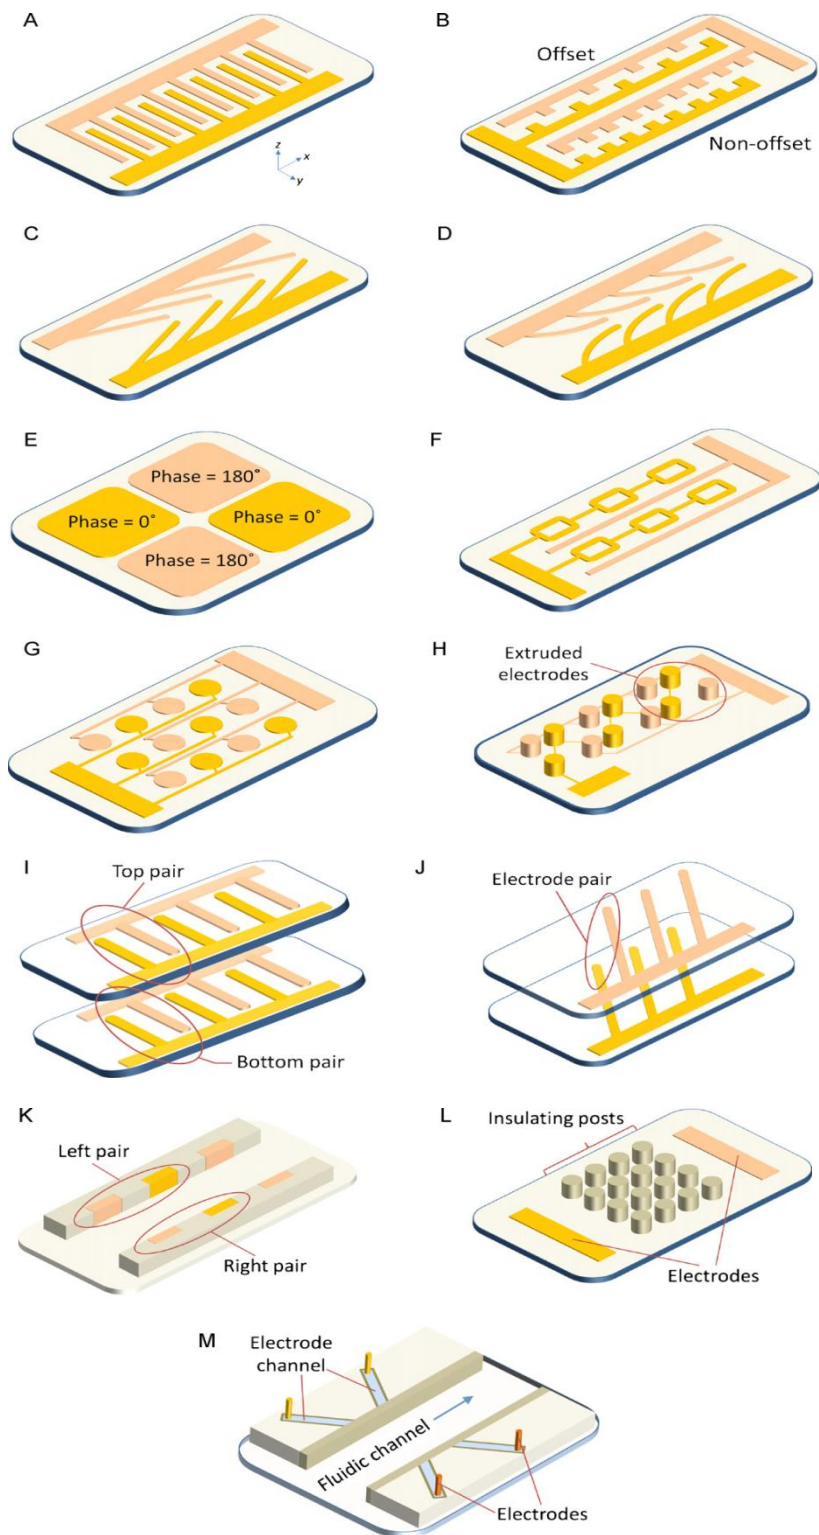 A
B
Offset
Non-offset
z
x
y
C
D
E
Phase = 180˚
Phase = 0˚
Phase = 0˚
Phase = 180˚
F
G
H
Extruded
electrodes
I
Top pair
Bottom pair
J
Electrode pair
K
Left pair
Right pair
L
Insulating posts
Electrodes
M
Electrode
channel
Fluidic channel
Electrodes